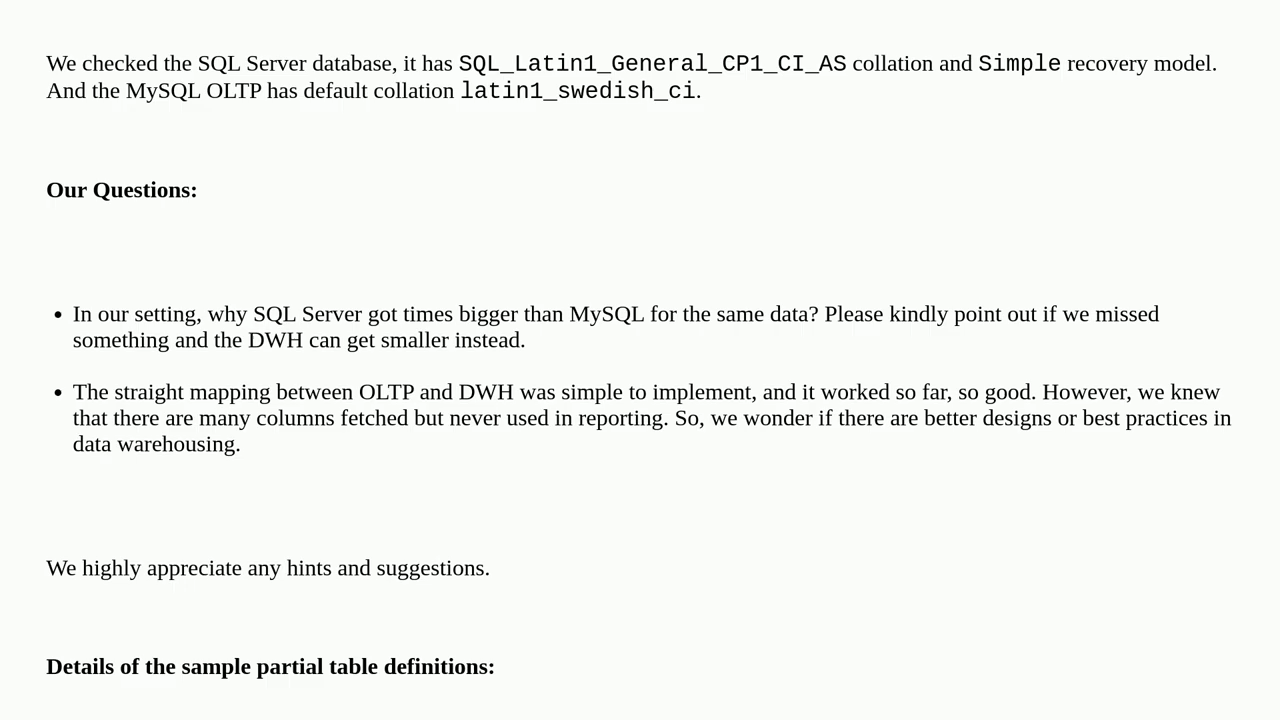 We checked the SQL Server database, it has SQL_Latin1_General_CP1_CI_AS collation and Simple recovery model.
And the MySQL OLTP has default collation latin1_swedish_ci.
Our Questions:
• In our setting, why SQL Server got times bigger than MySQL for the same data? Please kindly point out if we missed
something and the DWH can get smaller instead.
• The straight mapping between OLTP and DWH was simple to implement, and it worked so far, so good. However, we knew
that there are many columns fetched but never used in reporting. So, we wonder if there are better designs or best practices in
data warehousing.
We highly appreciate any hints and suggestions.
Details of the sample partial table definitions: